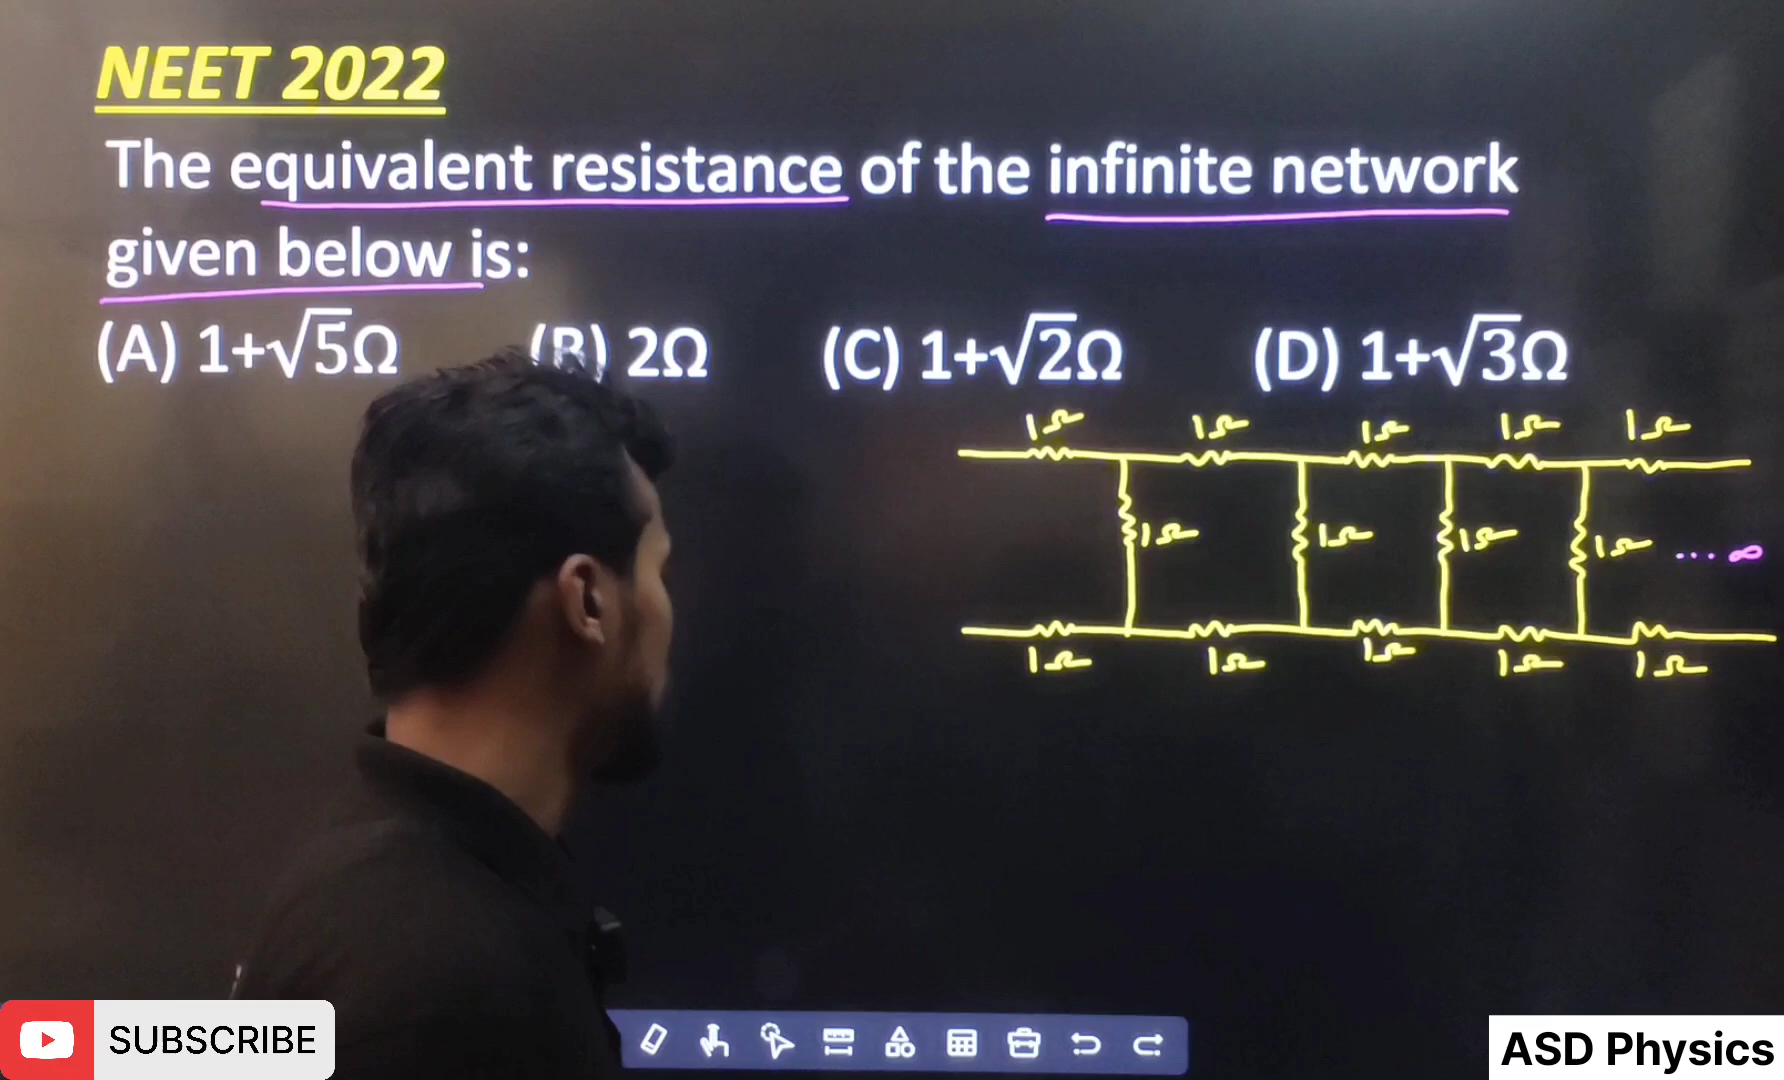 NEET 2022
The equivalent resistance of the infinite network
given below is:
(A) 1+√5Ω (B) 2Ω (C) 1+√2Ω (D) 1+√3Ω
1Ω 1Ω 1Ω 1Ω 1Ω
1Ω 1Ω 1Ω 1Ω ... ∞
1Ω 1Ω 1Ω 1Ω 1Ω
SUBSCRIBE
ASD Physics